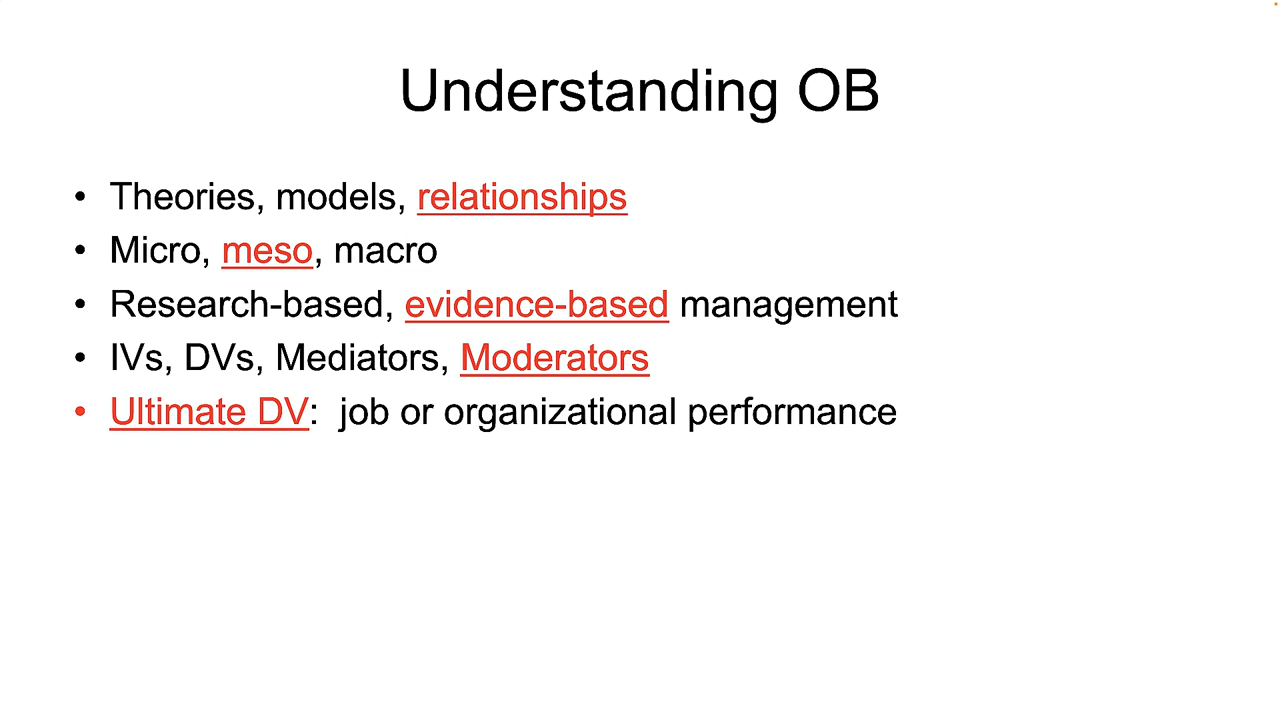 Understanding OB
• Theories, models, relationships
• Micro, meso, macro
• Research-based, evidence-based management
• IVs, DVs, Mediators, Moderators
• Ultimate DV:  job or organizational performance